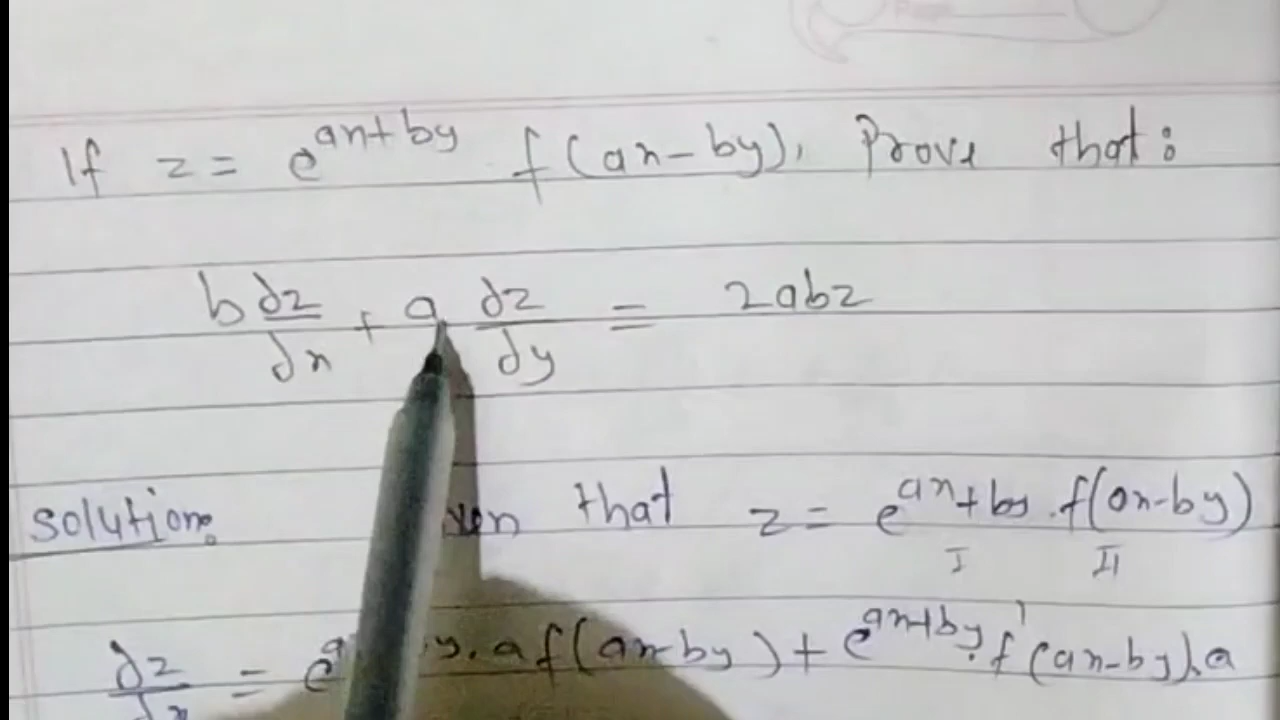 If z = e^{ax+by} f(ax-by), Prove that:
b ∂z/∂x + a ∂z/∂y = 2abz
solution: that z = e^{ax+by} . f(ax-by)
I II
∂z/∂x = e . a f(ax-by) + e^{ax+by} . f'(ax-by).a